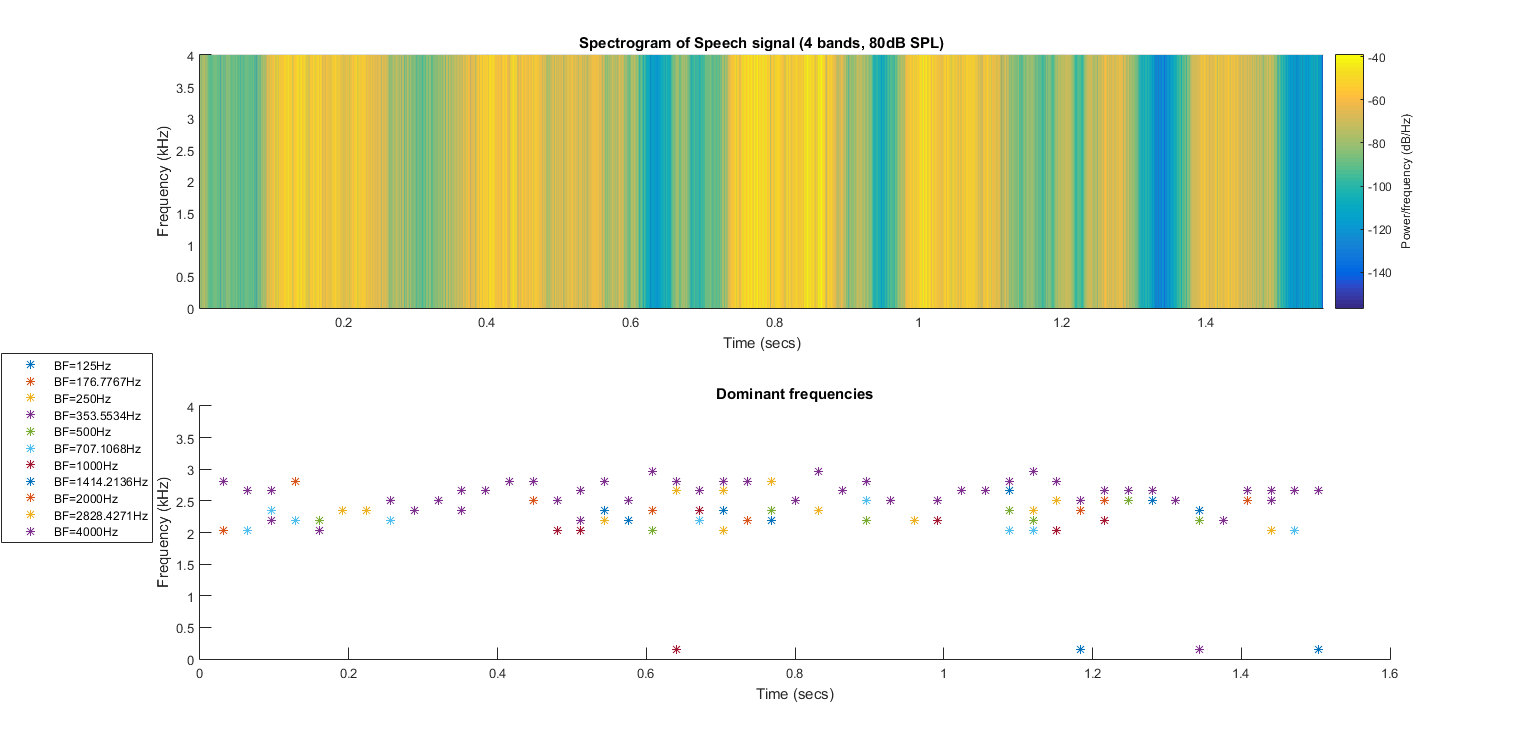 Spectrogram of Speech signal (4 bands, 80dB SPL)
Frequency (kHz)
4
3.5
3
2.5
2
1.5
1
0.5
0
0.2
0.4
0.6
0.8
1
1.2
1.4
Time (secs)
-40
-60
-80
-100
-120
-140
Power/frequency (dB/Hz)
BF=125Hz
BF=176.7767Hz
BF=250Hz
BF=353.5534Hz
BF=500Hz
BF=707.1068Hz
BF=1000Hz
BF=1414.2136Hz
BF=2000Hz
BF=2828.4271Hz
BF=4000Hz
Dominant frequencies
Frequency (kHz)
4
3.5
3
2.5
2
1.5
1
0.5
0
0
0.2
0.4
0.6
0.8
1
1.2
1.4
1.6
Time (secs)